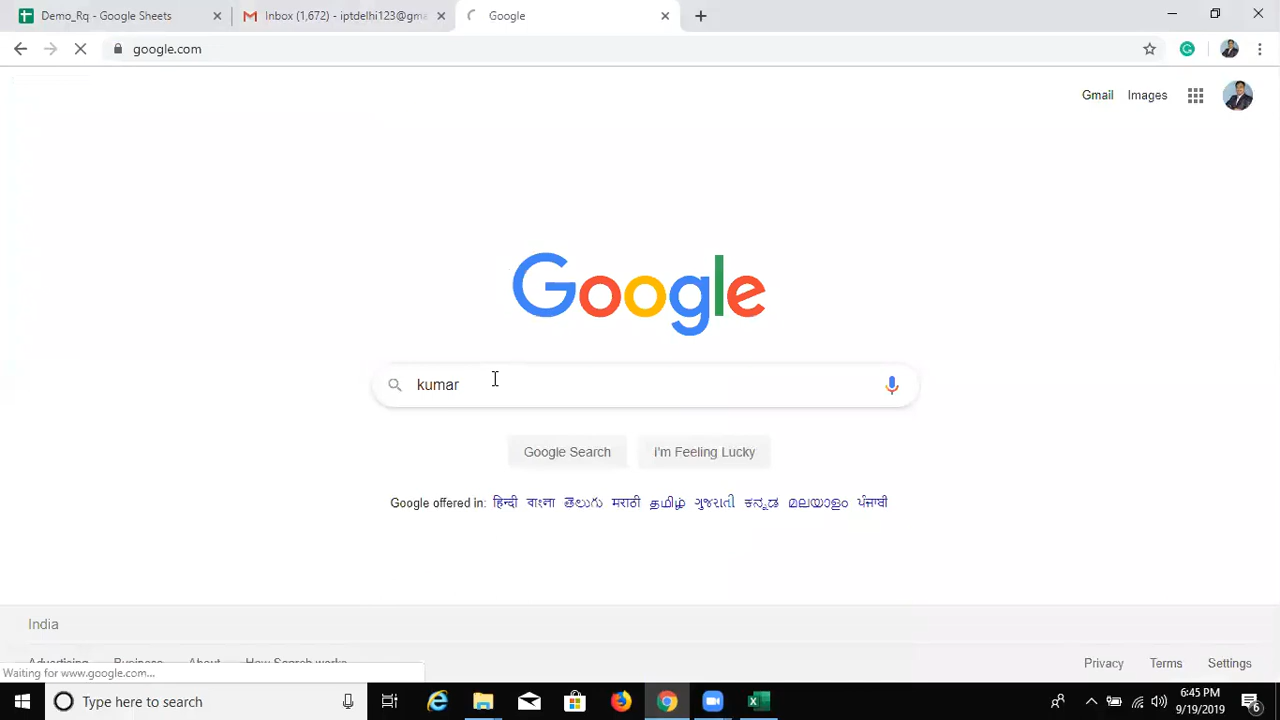 Demo_Rq - Google Sheets
Inbox (1,672) - iptdelhi123@gma
Google
google.com
Gmail Images
Google
kumar
Google Search I'm Feeling Lucky
Google offered in: हिन्दी বাংলা తెలుగు मराठी தமிழ் ગુજરાતી ಕನ್ನಡ മലയാളം ਪੰਜਾਬੀ
India
Advertising Business About How Search works
Privacy Terms Settings
Waiting for www.google.com...
Type here to search
6:45 PM
9/19/2019
6